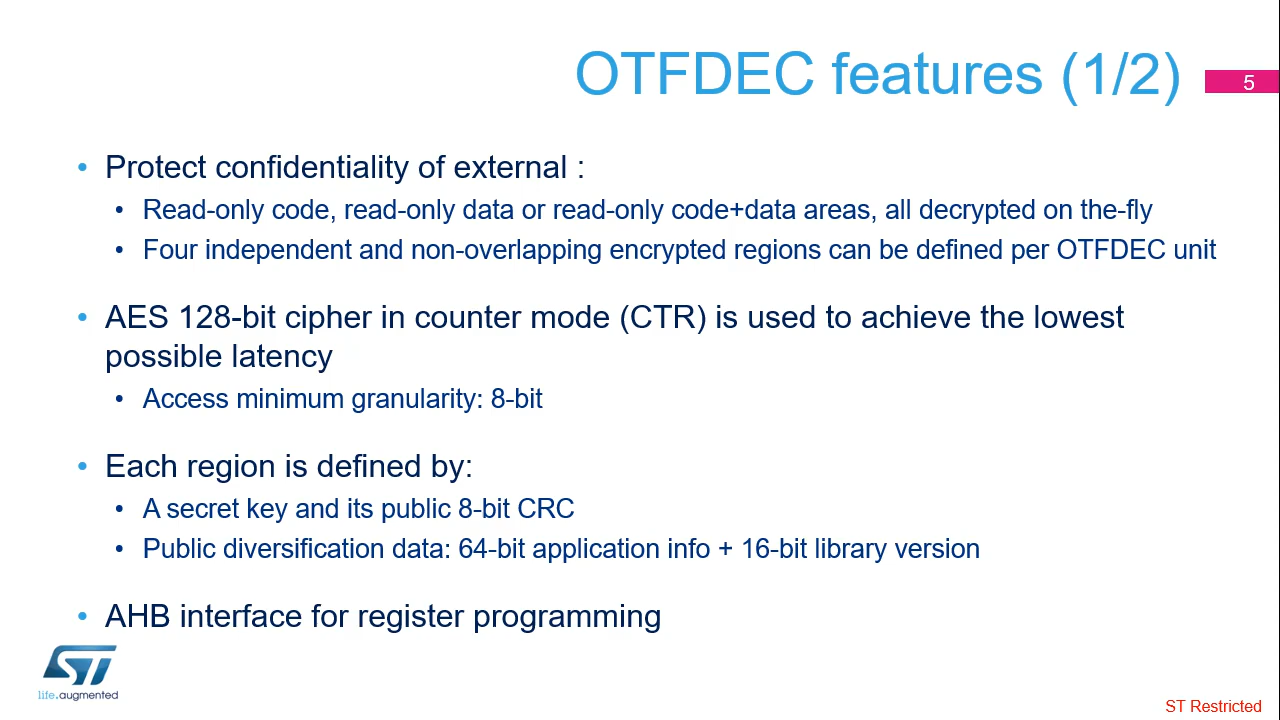 OTFDEC features (1/2)
5
• Protect confidentiality of external :
• Read-only code, read-only data or read-only code+data areas, all decrypted on the-fly
• Four independent and non-overlapping encrypted regions can be defined per OTFDEC unit
• AES 128-bit cipher in counter mode (CTR) is used to achieve the lowest
possible latency
• Access minimum granularity: 8-bit
• Each region is defined by:
• A secret key and its public 8-bit CRC
• Public diversification data: 64-bit application info + 16-bit library version
• AHB interface for register programming
ST
life.augmented
ST Restricted